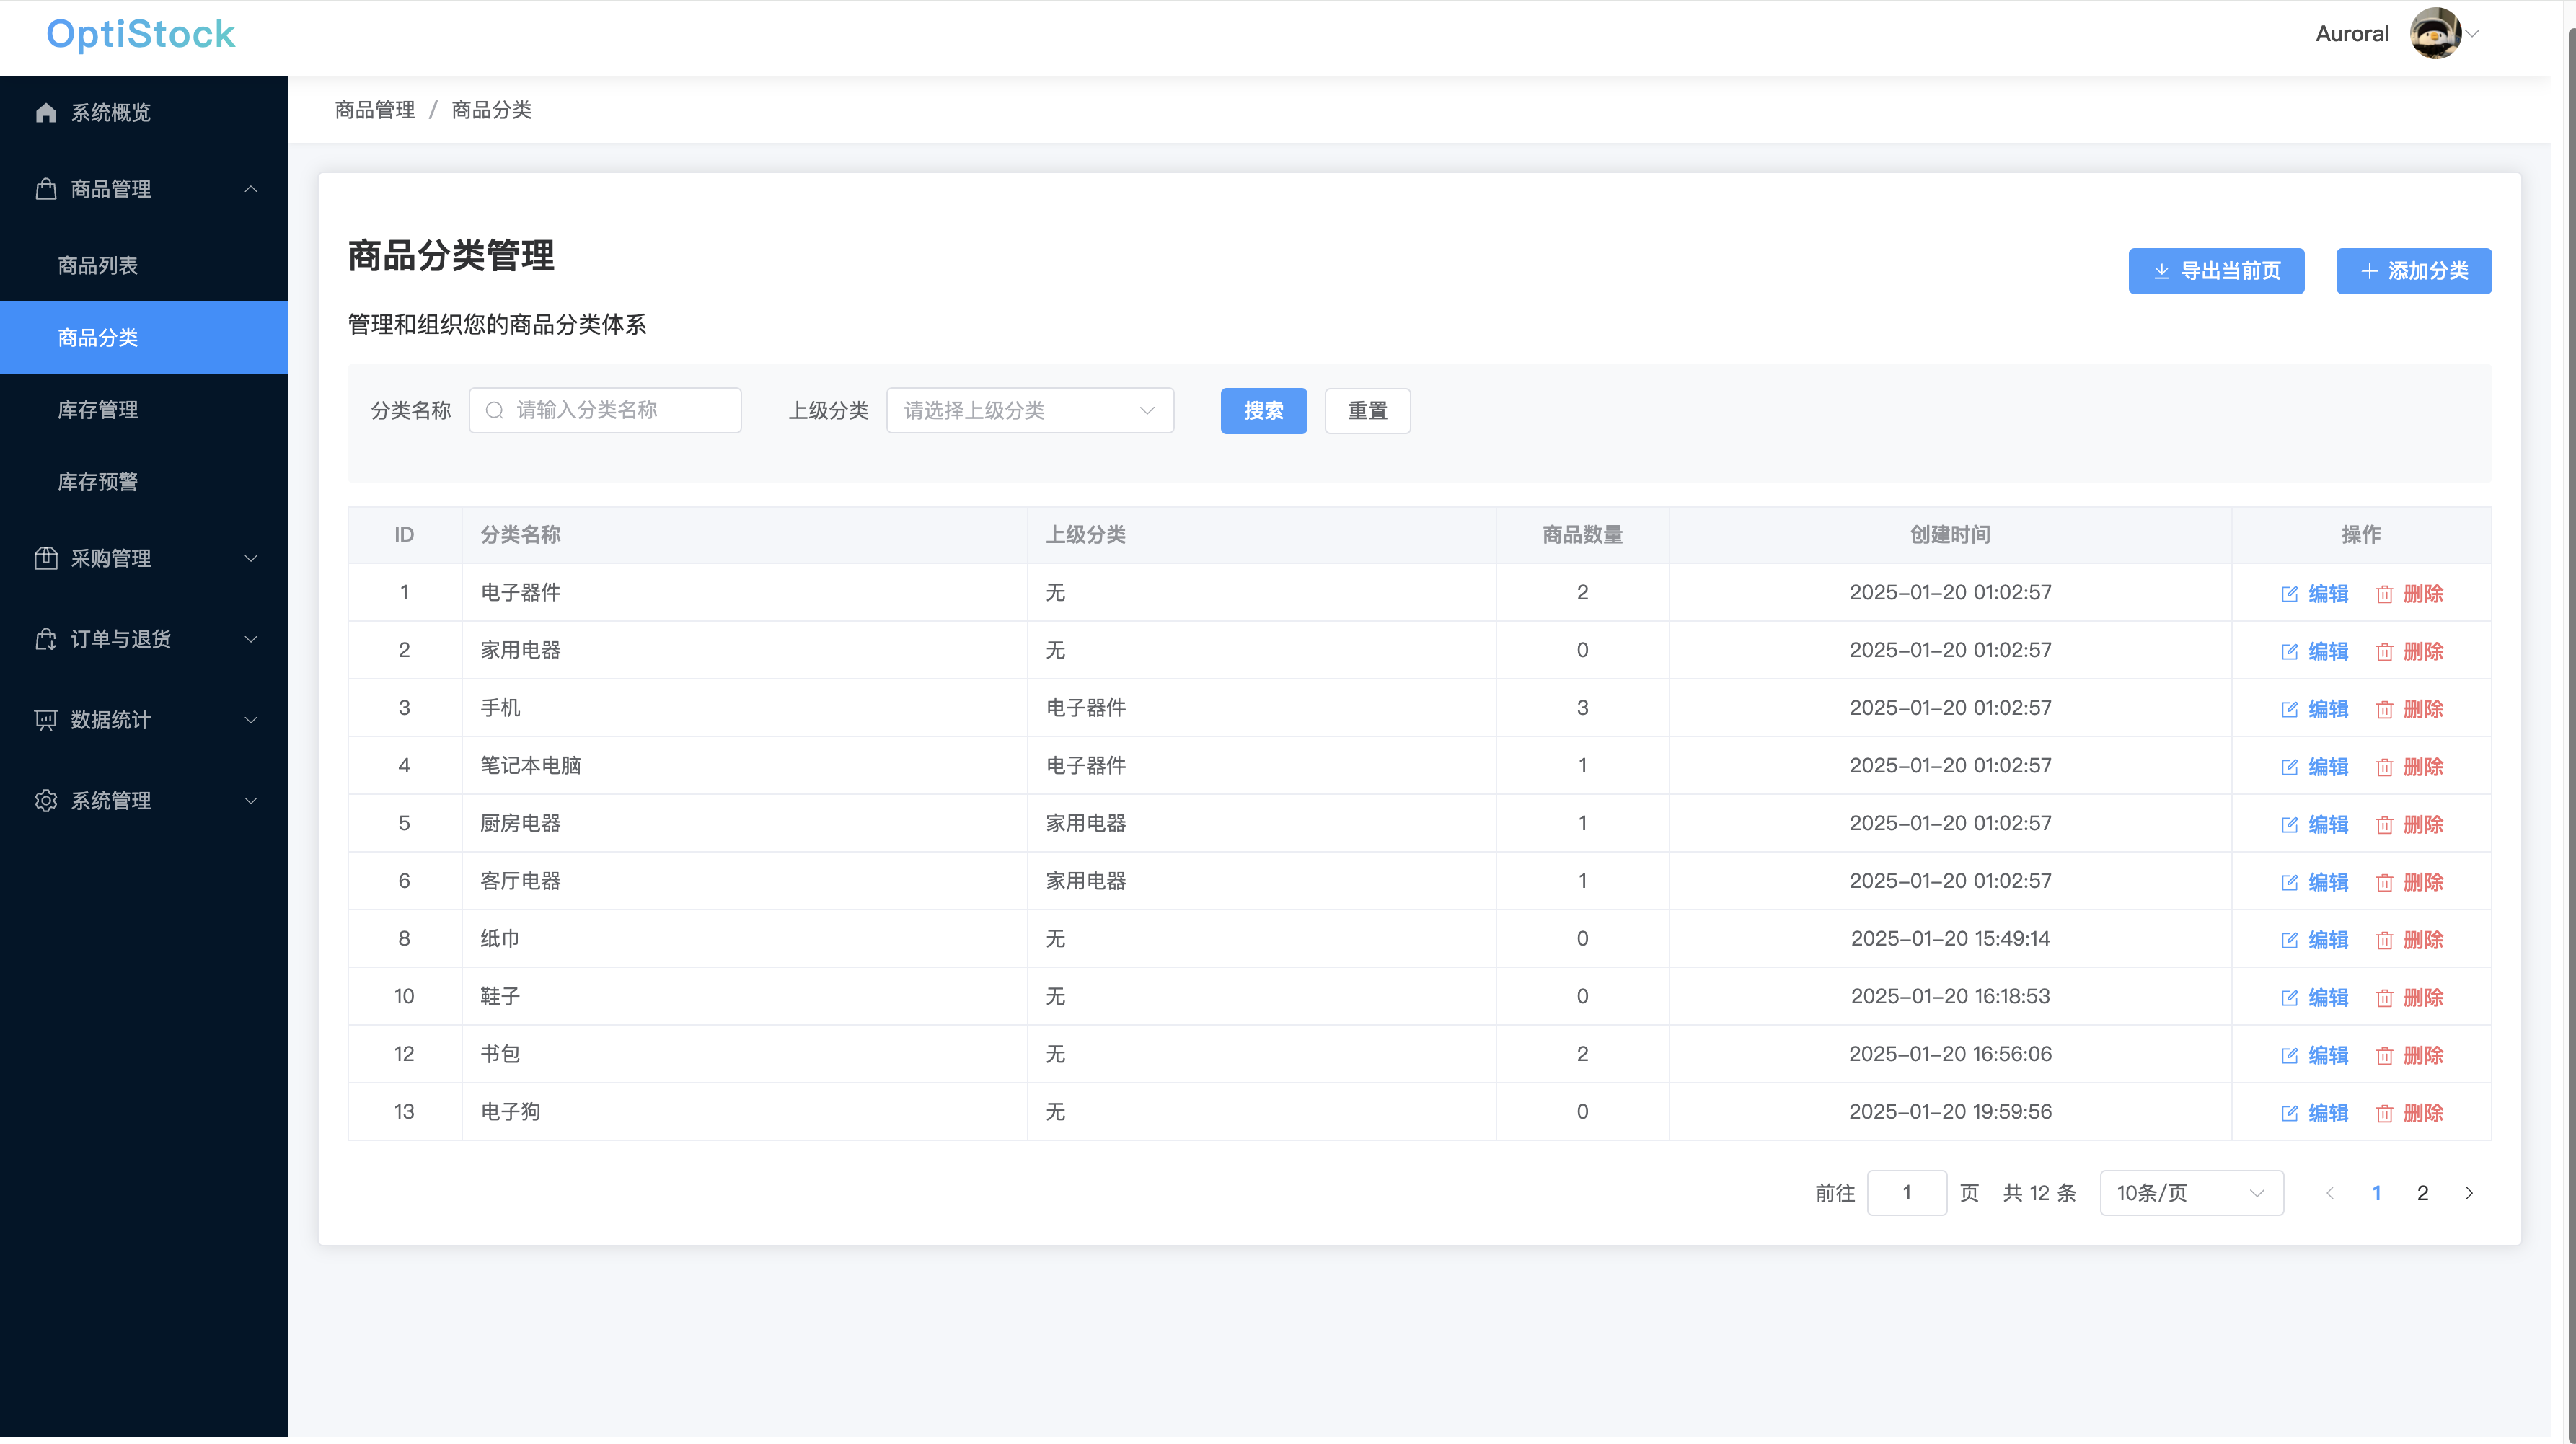 OptiStock
Auroral
系统概览
商品管理
商品列表
商品分类
库存管理
库存预警
采购管理
订单与退货
数据统计
系统管理
商品管理 / 商品分类
商品分类管理
导出当前页
添加分类
管理和组织您的商品分类体系
分类名称 请输入分类名称 上级分类 请选择上级分类 搜索 重置
ID 分类名称 上级分类 商品数量 创建时间 操作
1 电子器件 无 2 2025-01-20 01:02:57 编辑 删除
2 家用电器 无 0 2025-01-20 01:02:57 编辑 删除
3 手机 电子器件 3 2025-01-20 01:02:57 编辑 删除
4 笔记本电脑 电子器件 1 2025-01-20 01:02:57 编辑 删除
5 厨房电器 家用电器 1 2025-01-20 01:02:57 编辑 删除
6 客厅电器 家用电器 1 2025-01-20 01:02:57 编辑 删除
8 纸巾 无 0 2025-01-20 15:49:14 编辑 删除
10 鞋子 无 0 2025-01-20 16:18:53 编辑 删除
12 书包 无 2 2025-01-20 16:56:06 编辑 删除
13 电子狗 无 0 2025-01-20 19:59:56 编辑 删除
前往 1 页 共 12 条 10条/页 1 2